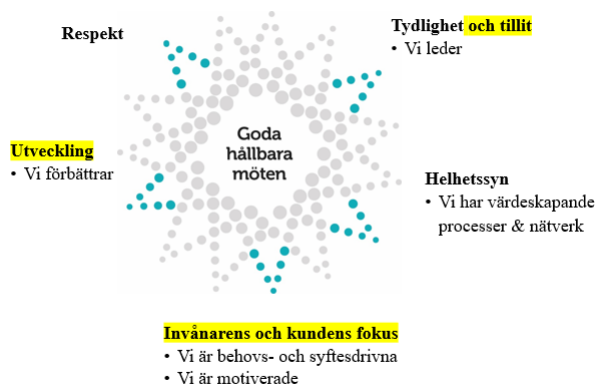 Respekt
Tydlighet och tillit
• Vi leder
Goda
hållbara
möten
Utveckling
• Vi förbättrar
Helhetssyn
• Vi har värdeskapande
processer & nätverk
Invånarens och kundens fokus
• Vi är behovs- och syftesdrivna
• Vi är motiverade